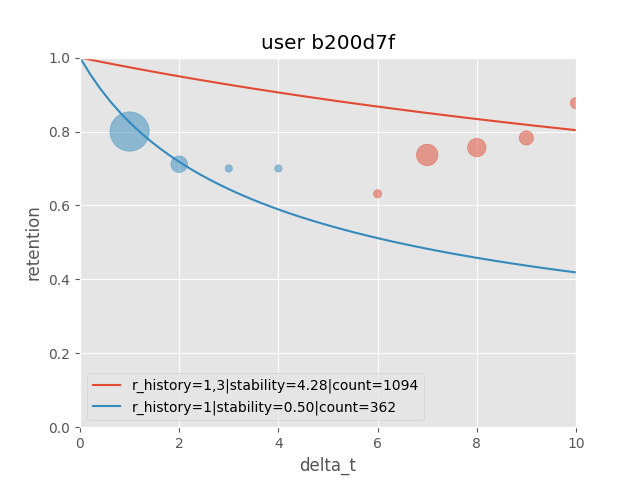 user b200d7f
1.0
0.8
0.6
0.4
0.2
0.0
retention
r_history=1,3|stability=4.28|count=1094
r_history=1|stability=0.50|count=362
0 2 4 6 8 10
delta_t